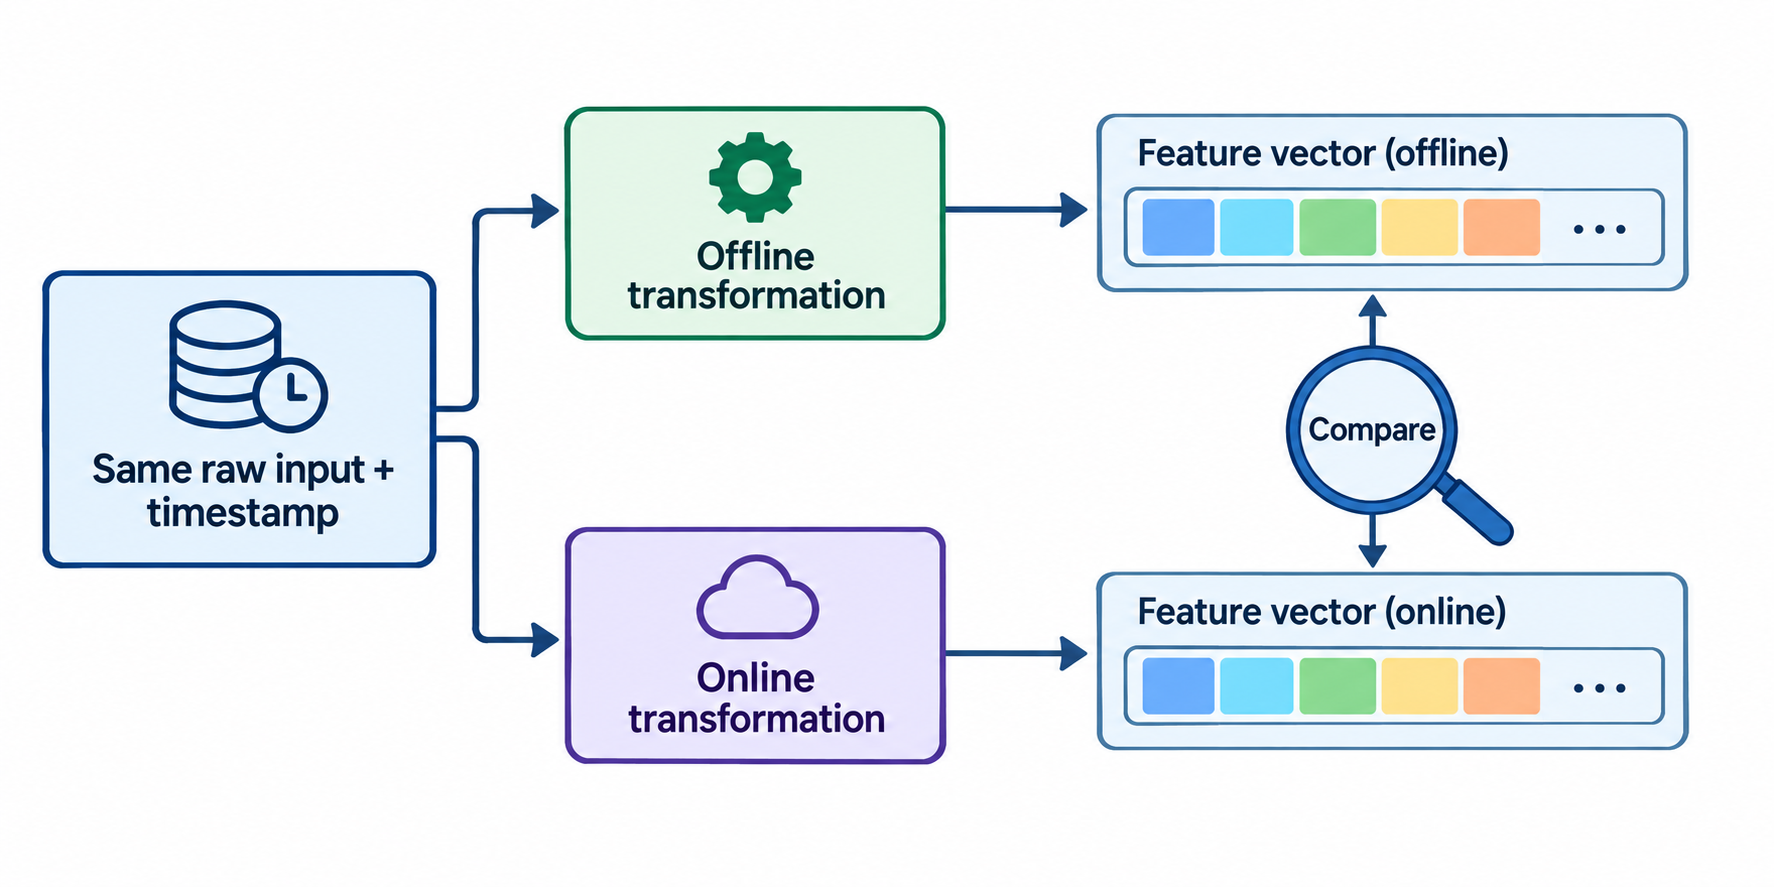 Same raw input +
timestamp
Offline
transformation
Feature vector (offline)
Compare
Online
transformation
Feature vector (online)